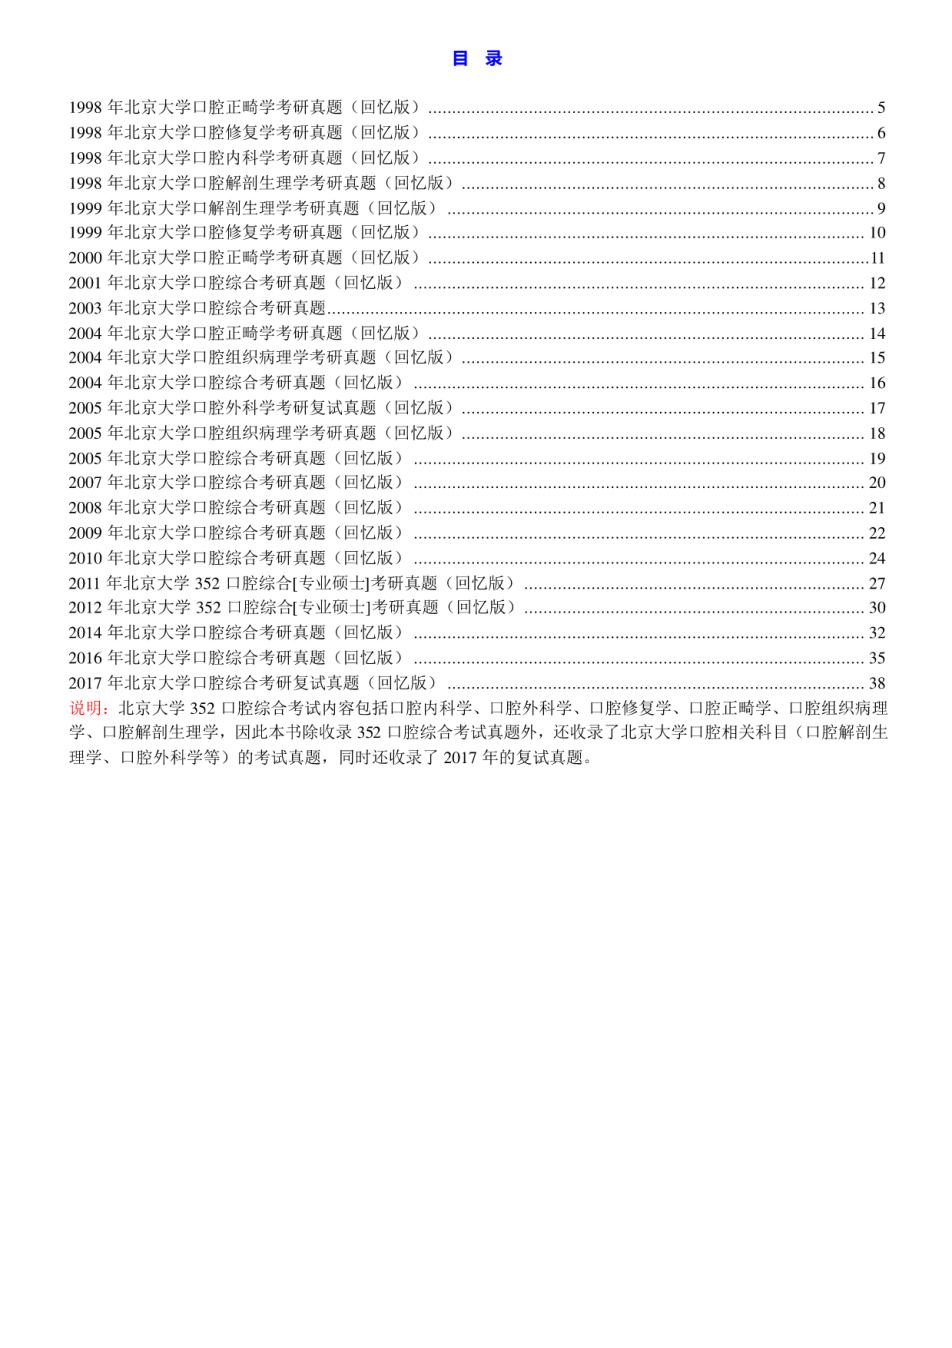 目 录
1998 年北京大学口腔正畸学考研真题（回忆版）............................................................5
1998 年北京大学口腔修复学考研真题（回忆版）............................................................6
1998 年北京大学口腔内科学考研真题（回忆版）............................................................7
1998 年北京大学口腔解剖生理学考研真题（回忆版）............................................................8
1999 年北京大学口解剖生理学考研真题（回忆版）............................................................9
1999 年北京大学口腔修复学考研真题（回忆版）............................................................10
2000 年北京大学口腔正畸学考研真题（回忆版）............................................................11
2001 年北京大学口腔综合考研真题（回忆版）............................................................12
2003 年北京大学口腔综合考研真题............................................................13
2004 年北京大学口腔正畸学考研真题（回忆版）............................................................14
2004 年北京大学口腔组织病理学考研真题（回忆版）............................................................15
2004 年北京大学口腔综合考研真题（回忆版）............................................................16
2005 年北京大学口腔外科学考研复试真题（回忆版）............................................................17
2005 年北京大学口腔组织病理学考研真题（回忆版）............................................................18
2005 年北京大学口腔综合考研真题（回忆版）............................................................19
2007 年北京大学口腔综合考研真题（回忆版）............................................................20
2008 年北京大学口腔综合考研真题（回忆版）............................................................21
2009 年北京大学口腔综合考研真题（回忆版）............................................................22
2010 年北京大学口腔综合考研真题（回忆版）............................................................24
2011 年北京大学 352 口腔综合[专业硕士]考研真题（回忆版）............................................................27
2012 年北京大学 352 口腔综合[专业硕士]考研真题（回忆版）............................................................30
2014 年北京大学口腔综合考研真题（回忆版）............................................................32
2016 年北京大学口腔综合考研真题（回忆版）............................................................35
2017 年北京大学口腔综合考研复试真题（回忆版）............................................................38
说明：北京大学 352 口腔综合考试内容包括口腔内科学、口腔外科学、口腔修复学、口腔正畸学、口腔组织病理
学、口腔解剖生理学，因此本书除收录 352 口腔综合考试真题外，还收录了北京大学口腔相关科目（口腔解剖生
理学、口腔外科学等）的考试真题，同时还收录了 2017 年的复试真题。